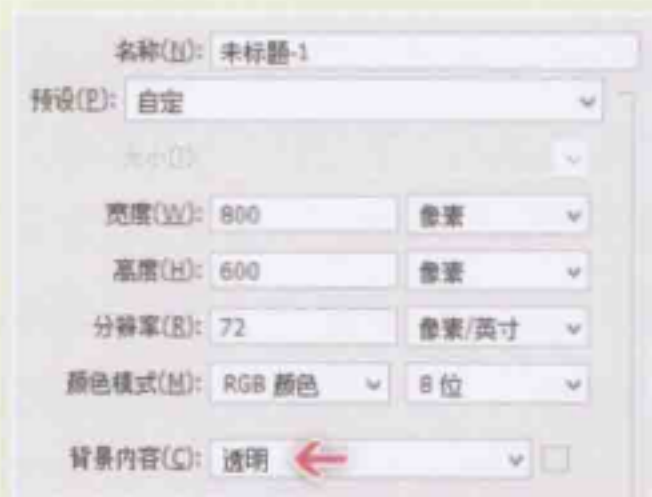 名称(N): 未标题-1
预设(P): 自定
大小(I):
宽度(W): 800 像素
高度(H): 600 像素
分辨率(R): 72 像素/英寸
颜色模式(M): RGB 颜色 8 位
背景内容(C): 透明